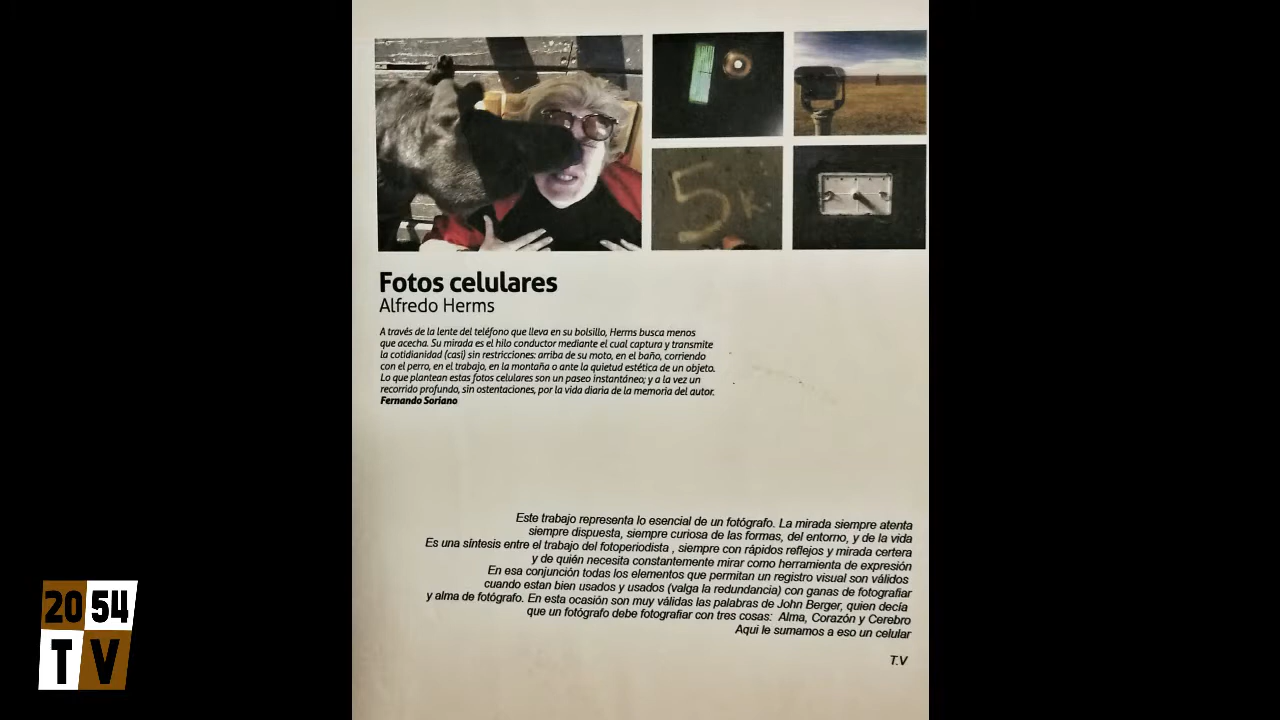 Fotos celulares
Alfredo Herms
A través de la lente del teléfono que lleva en su bolsillo, Herms busca menos
que acecha. Su mirada es el hilo conductor mediante el cual captura y transmite
la cotidianidad (casi) sin restricciones: arriba de su moto, en el baño, corriendo
con el perro, en el trabajo, en la montaña o ante la quietud estética de un objeto.
Lo que plantean estas fotos celulares son un paseo instantáneo; y a la vez un
recorrido profundo, sin ostentaciones, por la vida diaria de la memoria del autor.
Fernando Soriano
Este trabajo representa lo esencial de un fotógrafo. La mirada siempre atenta
siempre dispuesta, siempre curiosa de las formas, del entorno, y de la vida
Es una síntesis entre el trabajo del fotoperiodista , siempre con rápidos reflejos y mirada certera
y de quién necesita constantemente mirar como herramienta de expresión
En esa conjunción todas los elementos que permitan un registro visual son válidos
cuando estan bien usados y usados (valga la redundancia) con ganas de fotografiar
y alma de fotógrafo. En esta ocasión son muy válidas las palabras de John Berger, quien decía
que un fotógrafo debe fotografiar con tres cosas: Alma, Corazón y Cerebro
Aqui le sumamos a eso un celular
T.V
5k
20 54
T V